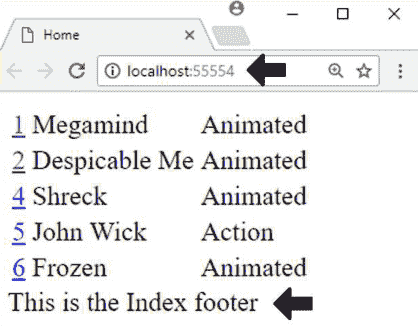 Home
localhost:55554
1 Megamind Animated
2 Despicable Me Animated
4 Shreck Animated
5 John Wick Action
6 Frozen Animated
This is the Index footer